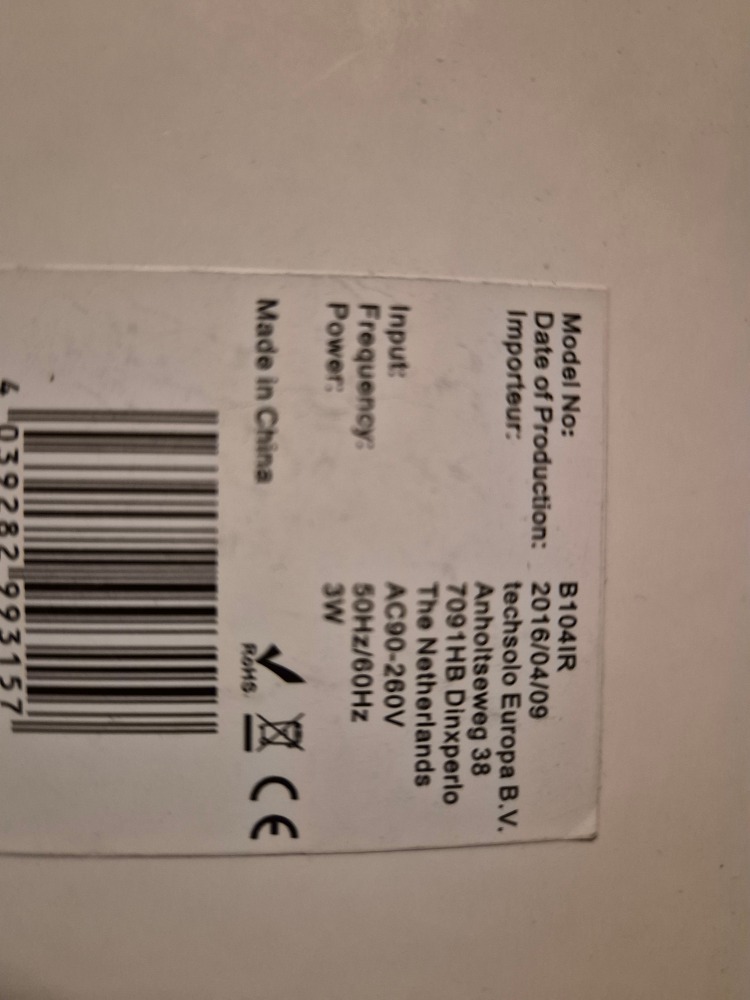 Model No: B104IR
Date of Production: 2016/04/09
Importeur: techsolo Europa B.V.
Anholtseweg 38
7091HB Dinxperlo
The Netherlands
Input: AC90-260V
Frequency: 50Hz/60Hz
Power: 3W
Made in China
RoHS
CE
4 039282 993157